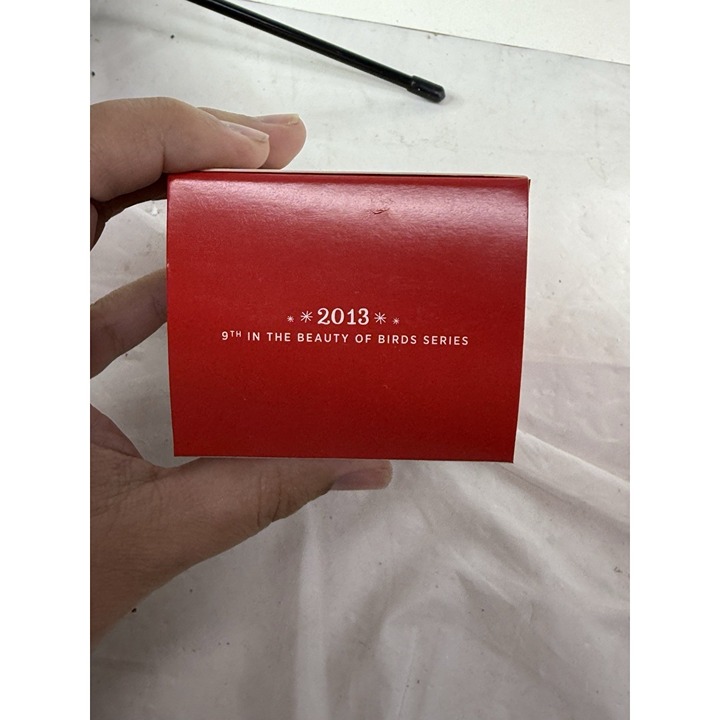 * * 2013 * *
9TH IN THE BEAUTY OF BIRDS SERIES